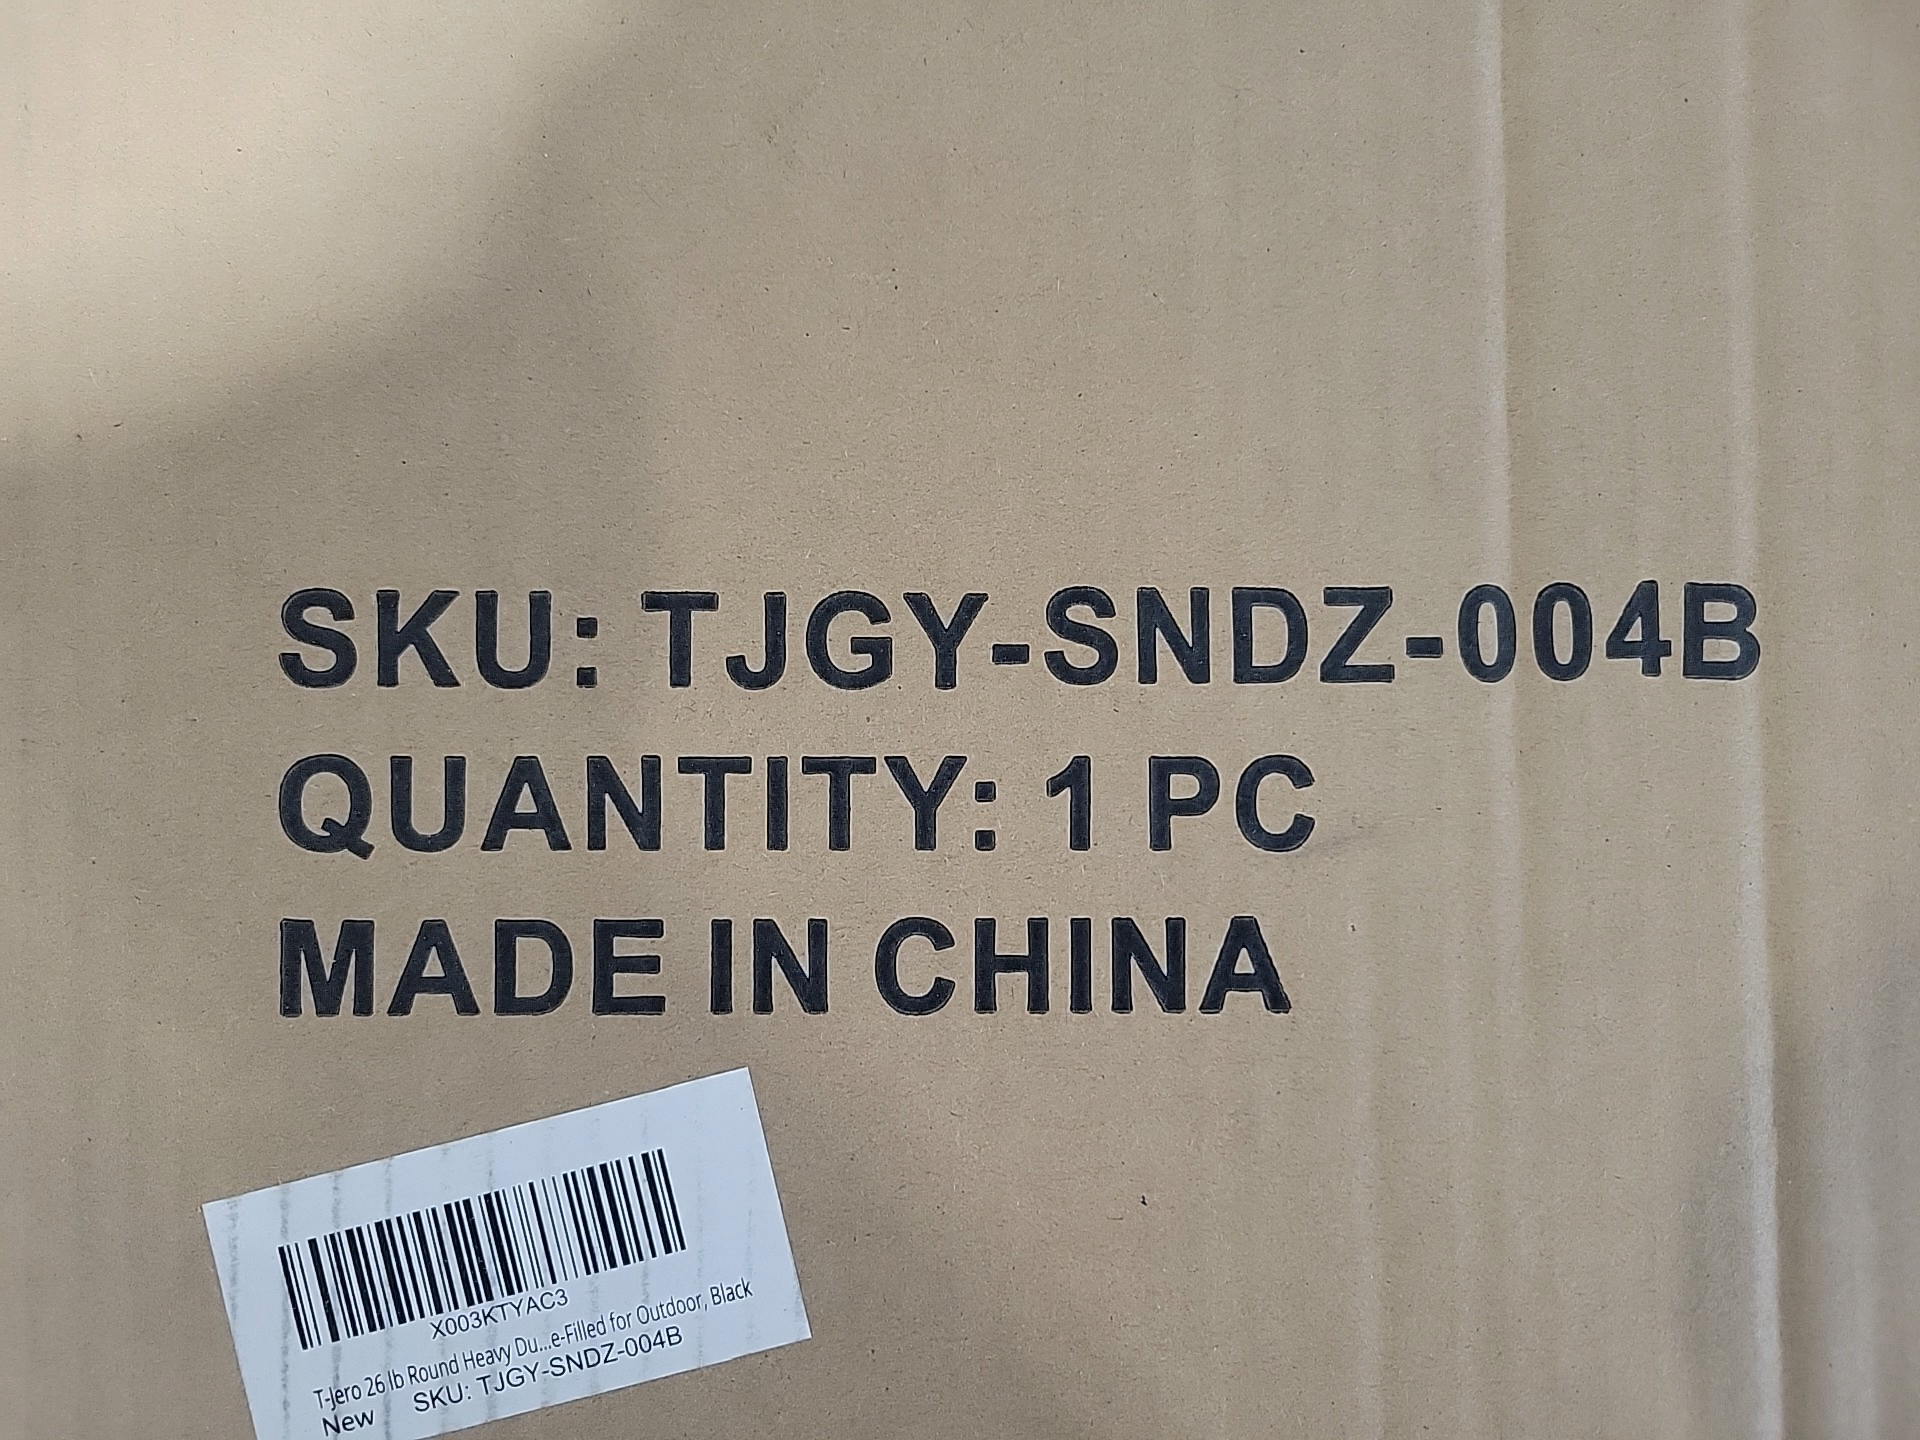 SKU: TJGY-SNDZ-004B
QUANTITY: 1 PC
MADE IN CHINA
X003KTYAC3
T-Jero 26 lb Round Heavy Du...e-Filled for Outdoor, Black
New SKU: TJGY-SNDZ-004B